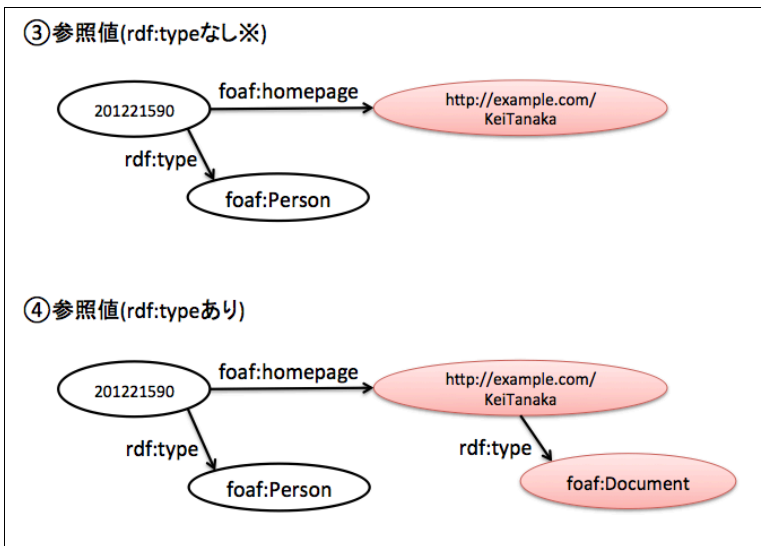 ③参照値(rdf:typeなし※)
foaf:homepage
201221590
http://example.com/
KeiTanaka
rdf:type
foaf:Person
④参照値(rdf:typeあり)
foaf:homepage
201221590
http://example.com/
KeiTanaka
rdf:type
rdf:type
foaf:Person
foaf:Document